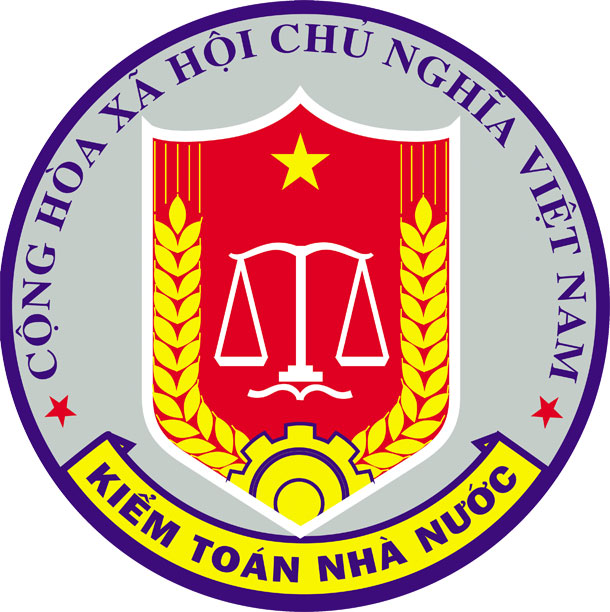 CỘNG HÒA XÃ HỘI CHỦ NGHĨA VIỆT NAM
KIỂM TOÁN NHÀ NƯỚC